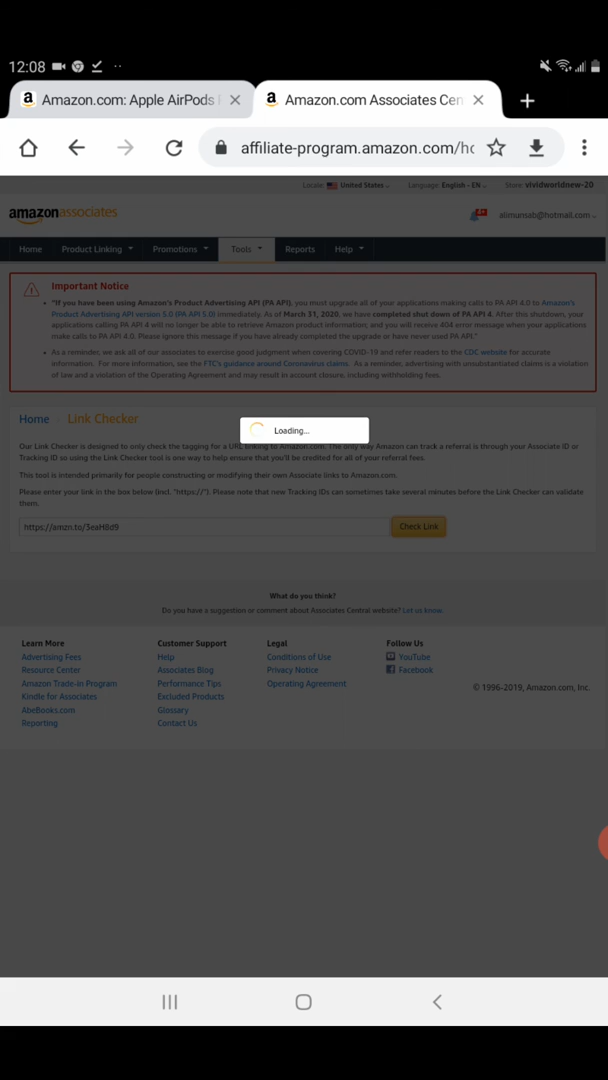 12:08
Amazon.com: Apple AirPods
Amazon.com Associates Cen
affiliate-program.amazon.com/hc
Locale: United States Language: English - EN Store: vividworldnew-20
amazonassociates
alimumsab@hotmail.com
Home Product Linking Promotions Tools Reports Help
Important Notice
• "If you have been using Amazon's Product Advertising API (PA API), you must upgrade all of your applications making calls to PA API 4.0 to Amazon's
Product Advertising API version 5.0 (PA API 5.0) immediately. As of March 31, 2020, we have completed shut down of PA API 4. After this shutdown, your
applications calling PA API 4 will no longer be able to retrieve Amazon product information; and you will receive 404 error message when your applications
make calls to PA API 4.0. Please ignore this message if you have already completed the upgrade or have never used PA API."
• As a reminder, we ask all of our associates to exercise good judgment when covering COVID-19 and refer readers to the CDC website for accurate
information. For more information, see the FTC's guidance around Coronavirus claims. As a reminder, advertising with unsubstantiated claims is a violation
of law and a violation of the Operating Agreement and may result in account closure, including withholding fees.
Home Link Checker
Loading...
Our Link Checker is designed to only check the tagging for a URL linking to Amazon.com. The only way Amazon can track a referral is through your Associate ID or
Tracking ID so using the Link Checker tool is one way to help ensure that you'll be credited for all of your referral fees.
This tool is intended primarily for people constructing or modifying their own Associate links to Amazon.com.
Please enter your link in the box below (incl. "https://"). Please note that new Tracking IDs can sometimes take several minutes before the Link Checker can validate
them.
https://amzn.to/3eaH8d9 Check Link
What do you think?
Do you have a suggestion or comment about Associates Central website? Let us know.
Learn More
Advertising Fees
Resource Center
Amazon Trade-in Program
Kindle for Associates
AbeBooks.com
Reporting
Customer Support
Help
Associates Blog
Performance Tips
Excluded Products
Glossary
Contact Us
Legal
Conditions of Use
Privacy Notice
Operating Agreement
Follow Us
YouTube
Facebook
© 1996-2019, Amazon.com, Inc.